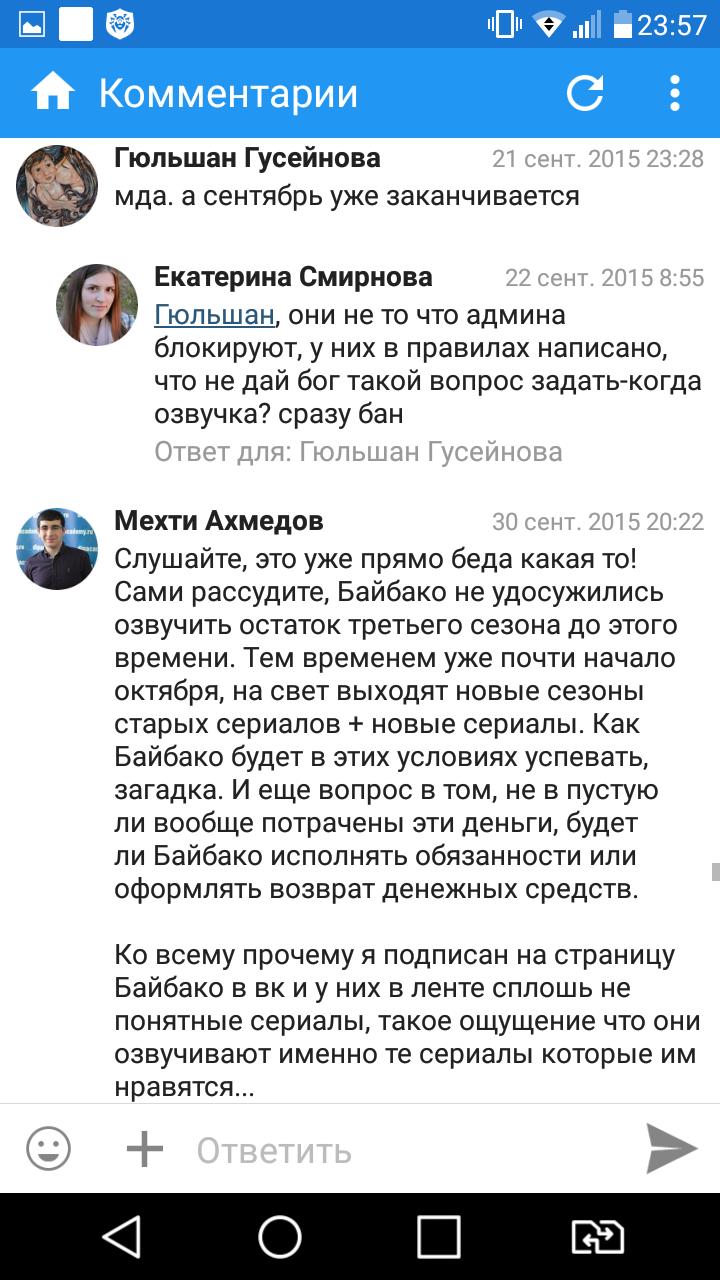 23:57
Комментарии
Гюльшан Гусейнова 21 сент. 2015 23:28
мда. а сентябрь уже заканчивается
Екатерина Смирнова 22 сент. 2015 8:55
Гюльшан, они не то что админа
блокируют, у них в правилах написано,
что не дай бог такой вопрос задать-когда
озвучка? сразу бан
Ответ для: Гюльшан Гусейнова
Мехти Ахмедов 30 сент. 2015 20:22
Слушайте, это уже прямо беда какая то!
Сами рассудите, Байбако не удосужились
озвучить остаток третьего сезона до этого
времени. Тем временем уже почти начало
октября, на свет выходят новые сезоны
старых сериалов + новые сериалы. Как
Байбако будет в этих условиях успевать,
загадка. И еще вопрос в том, не в пустую
ли вообще потрачены эти деньги, будет
ли Байбако исполнять обязанности или
оформлять возврат денежных средств.
Ко всему прочему я подписан на страницу
Байбако в вк и у них в ленте сплошь не
понятные сериалы, такое ощущение что они
озвучивают именно те сериалы которые им
нравятся...
Ответить